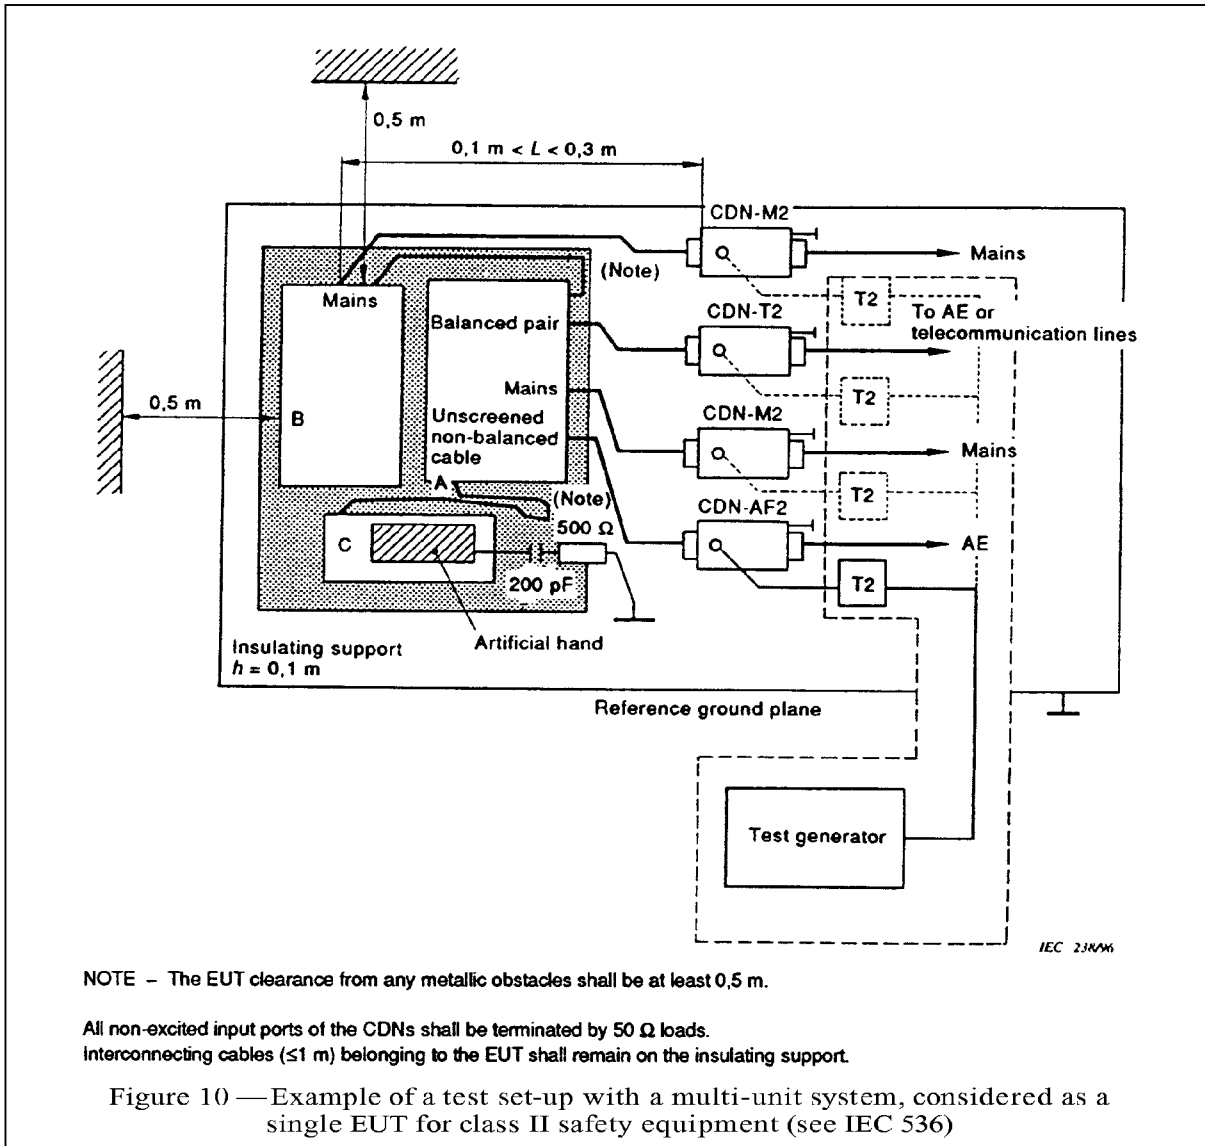 0,5 m
0,1 m < L < 0,3 m
CDN-M2
Mains
(Note)
Mains
T2
CDN-T2
To AE or
telecommunication lines
Balanced pair
T2
0,5 m
B
Mains
CDN-M2
Unscreened
non-balanced
cable
Mains
A
(Note)
T2
CDN-AF2
500 Ω
C
AE
200 pF
T2
Artificial hand
Insulating support
h = 0,1 m
Reference ground plane
Test generator
IEC 238/96
NOTE – The EUT clearance from any metallic obstacles shall be at least 0,5 m.
All non-excited input ports of the CDNs shall be terminated by 50 Ω loads.
Interconnecting cables (≤1 m) belonging to the EUT shall remain on the insulating support.
Figure 10 — Example of a test set-up with a multi-unit system, considered as a
single EUT for class II safety equipment (see IEC 536)